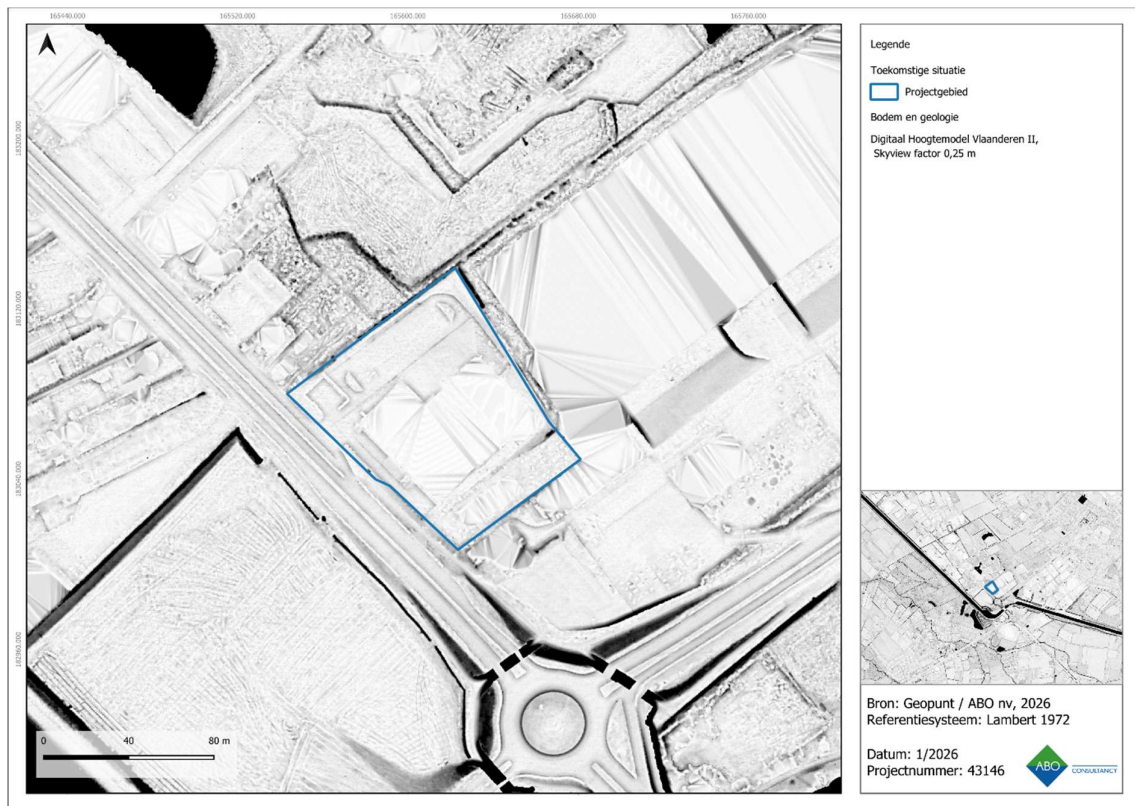 165440.000 165520.000 165600.000 165680.000 165760.000
183200.000
183120.000
183040.000
182960.000
0 40 80 m
Legende
Toekomstige situatie
Projectgebied
Bodem en geologie
Digitaal Hoogtemodel Vlaanderen II,
Skyview factor 0,25 m
Bron: Geopunt / ABO nv, 2026
Referentiesysteem: Lambert 1972
Datum: 1/2026
Projectnummer: 43146
ABO CONSULTANCY